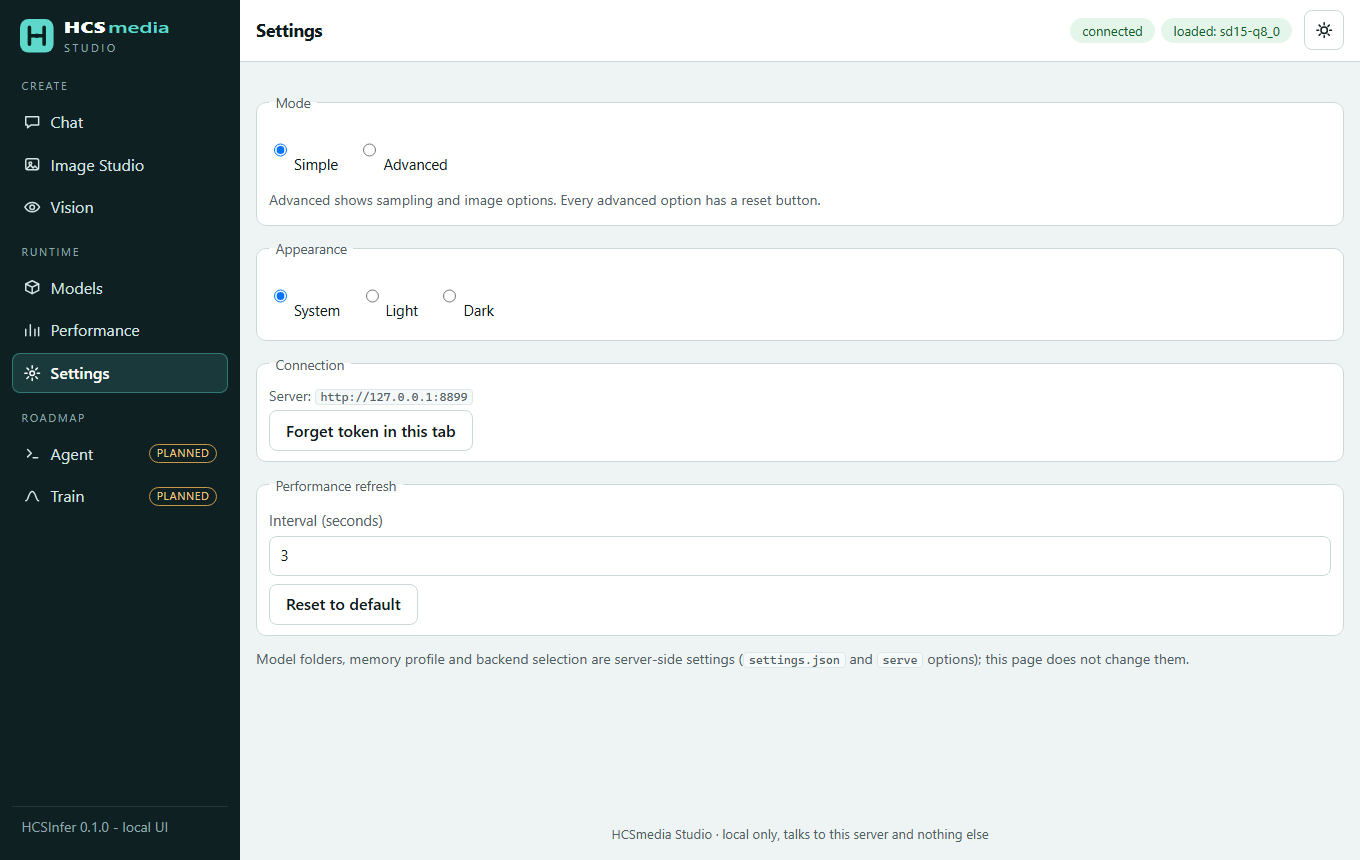 HCSmedia
STUDIO
CREATE
Chat
Image Studio
Vision
RUNTIME
Models
Performance
Settings
ROADMAP
Agent PLANNED
Train PLANNED
HCSInfer 0.1.0 - local UI
Settings
connected
loaded: sd15-q8_0
Mode
Simple Advanced
Advanced shows sampling and image options. Every advanced option has a reset button.
Appearance
System Light Dark
Connection
Server: http://127.0.0.1:8899
Forget token in this tab
Performance refresh
Interval (seconds)
3
Reset to default
Model folders, memory profile and backend selection are server-side settings ( settings.json and serve options); this page does not change them.
HCSmedia Studio · local only, talks to this server and nothing else